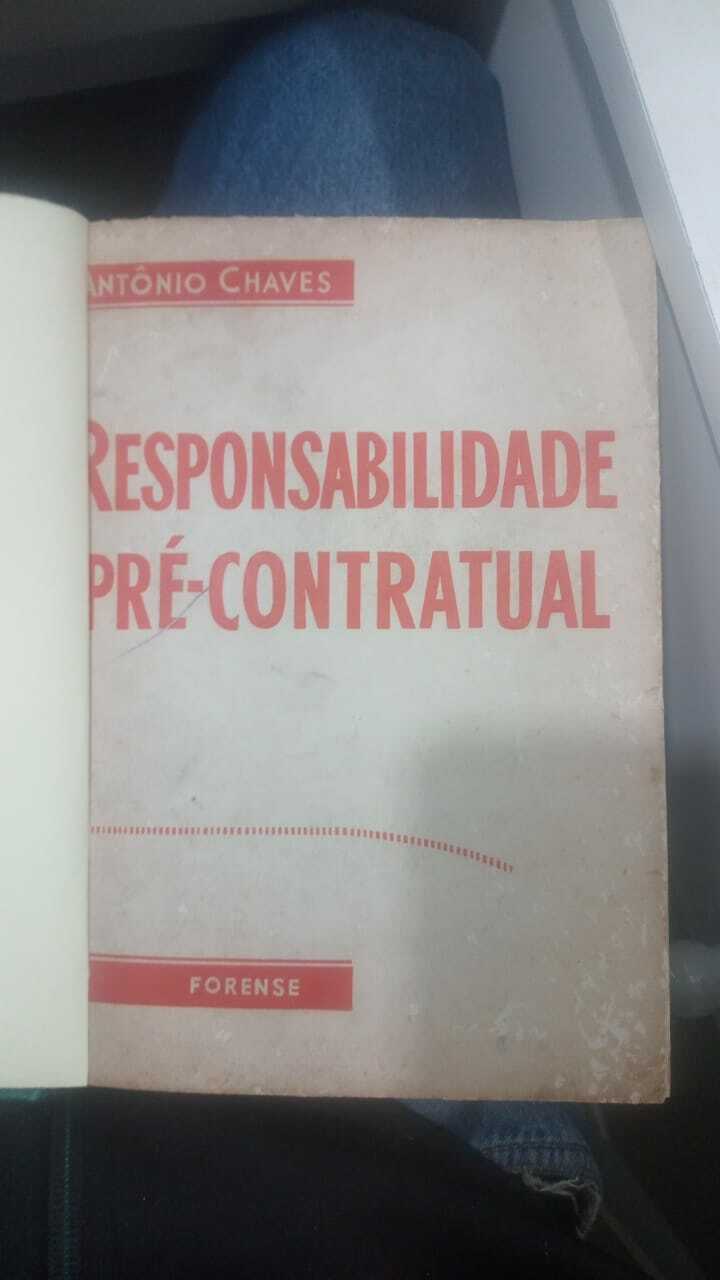 ANTÔNIO CHAVES
RESPONSABILIDADE
PRÉ-CONTRATUAL
FORENSE